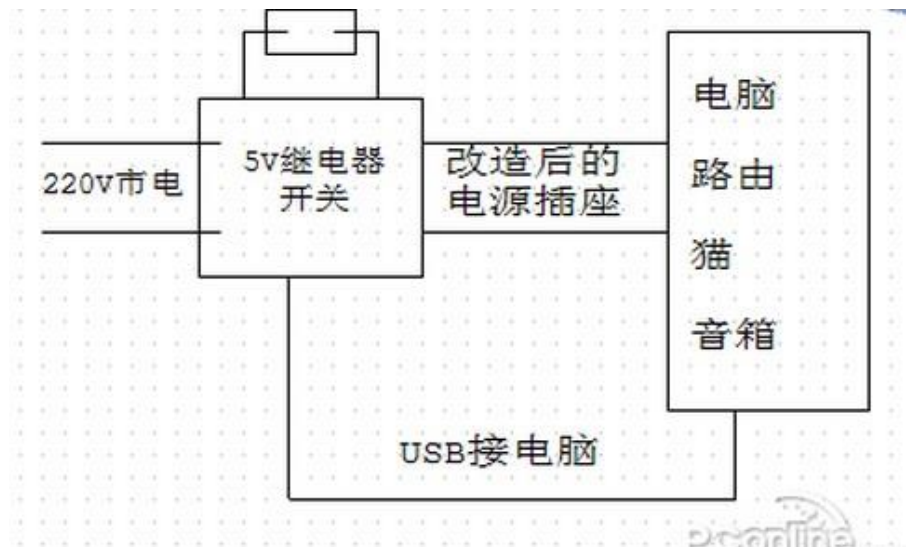 220V市电
5V继电器
开关
改造后的
电源插座
电脑
路由
猫
音箱
USB接电脑
PConline